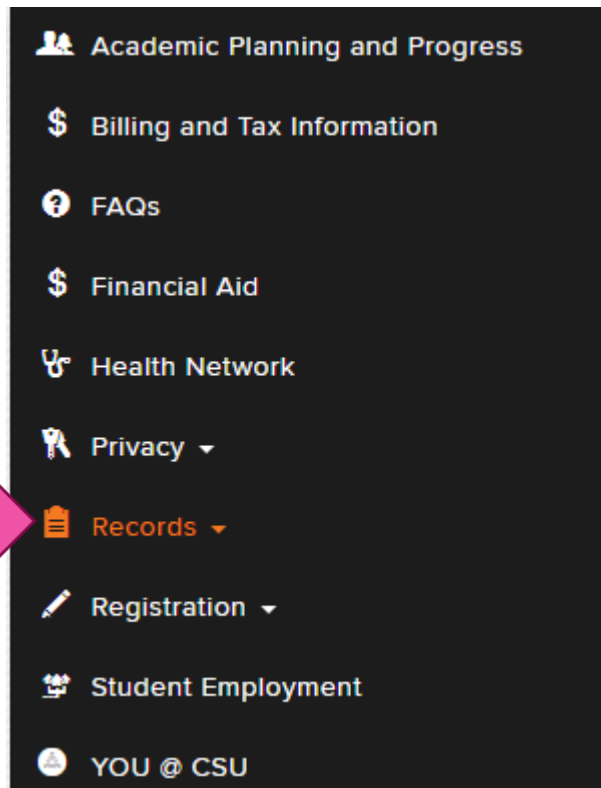 Academic Planning and Progress
$ Billing and Tax Information
FAQs
$ Financial Aid
Health Network
Privacy
Records
Registration
Student Employment
YOU @ CSU